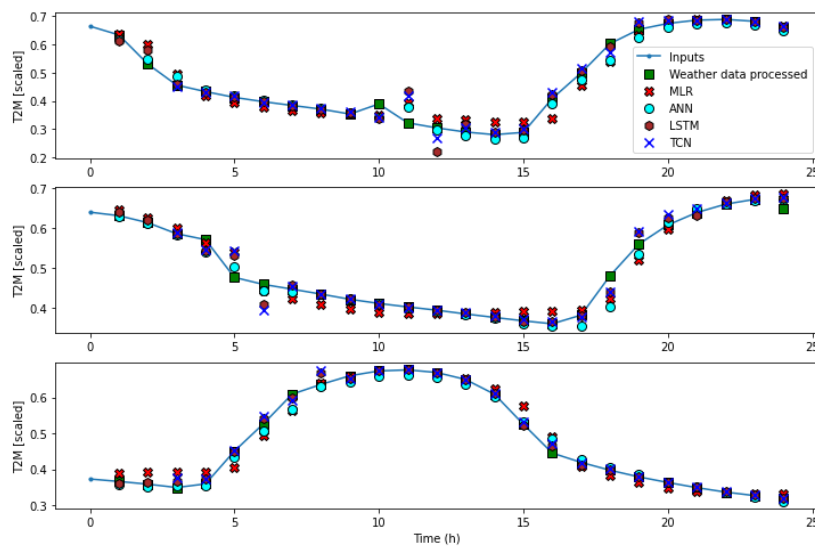 0.7
0.6
0.5
0.4
0.3
0.2
T2M [scaled]
0 5 10 15 20 25
Inputs
Weather data processed
MLR
ANN
LSTM
TCN
0.7
0.6
0.5
0.4
T2M [scaled]
0 5 10 15 20 25
0.6
0.5
0.4
0.3
T2M [scaled]
0 5 10 15 20 25
Time (h)